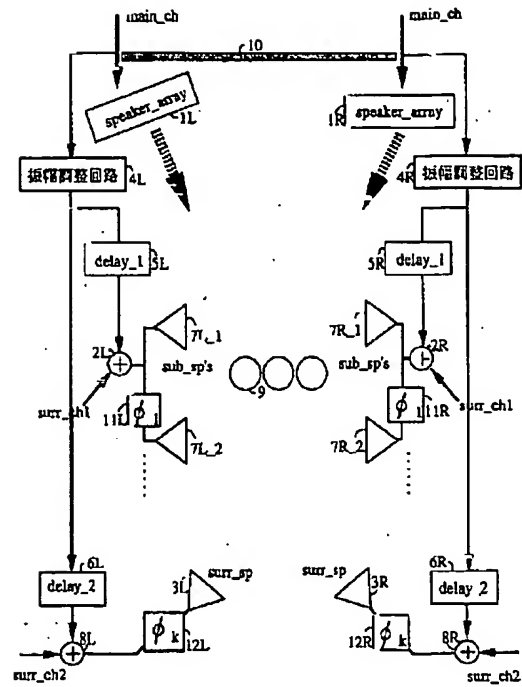 main_ch
main_ch
10
speaker_array
1L
speaker_array
1R
振幅調整回路
4L
振幅調整回路
4R
delay_1
5L
delay_1
5R
7L_1
7R_1
2L
sub_sp's
sub_sp's
2R
9
surr_ch1
surr_ch1
11L
ϕ 1
ϕ 1
11R
7L_2
7R_2
6L
delay_2
6R
delay_2
surr_sp
3L
surr_sp
3R
ϕ k
12L
ϕ k
12R
8L
8R
surr_ch2
surr_ch2